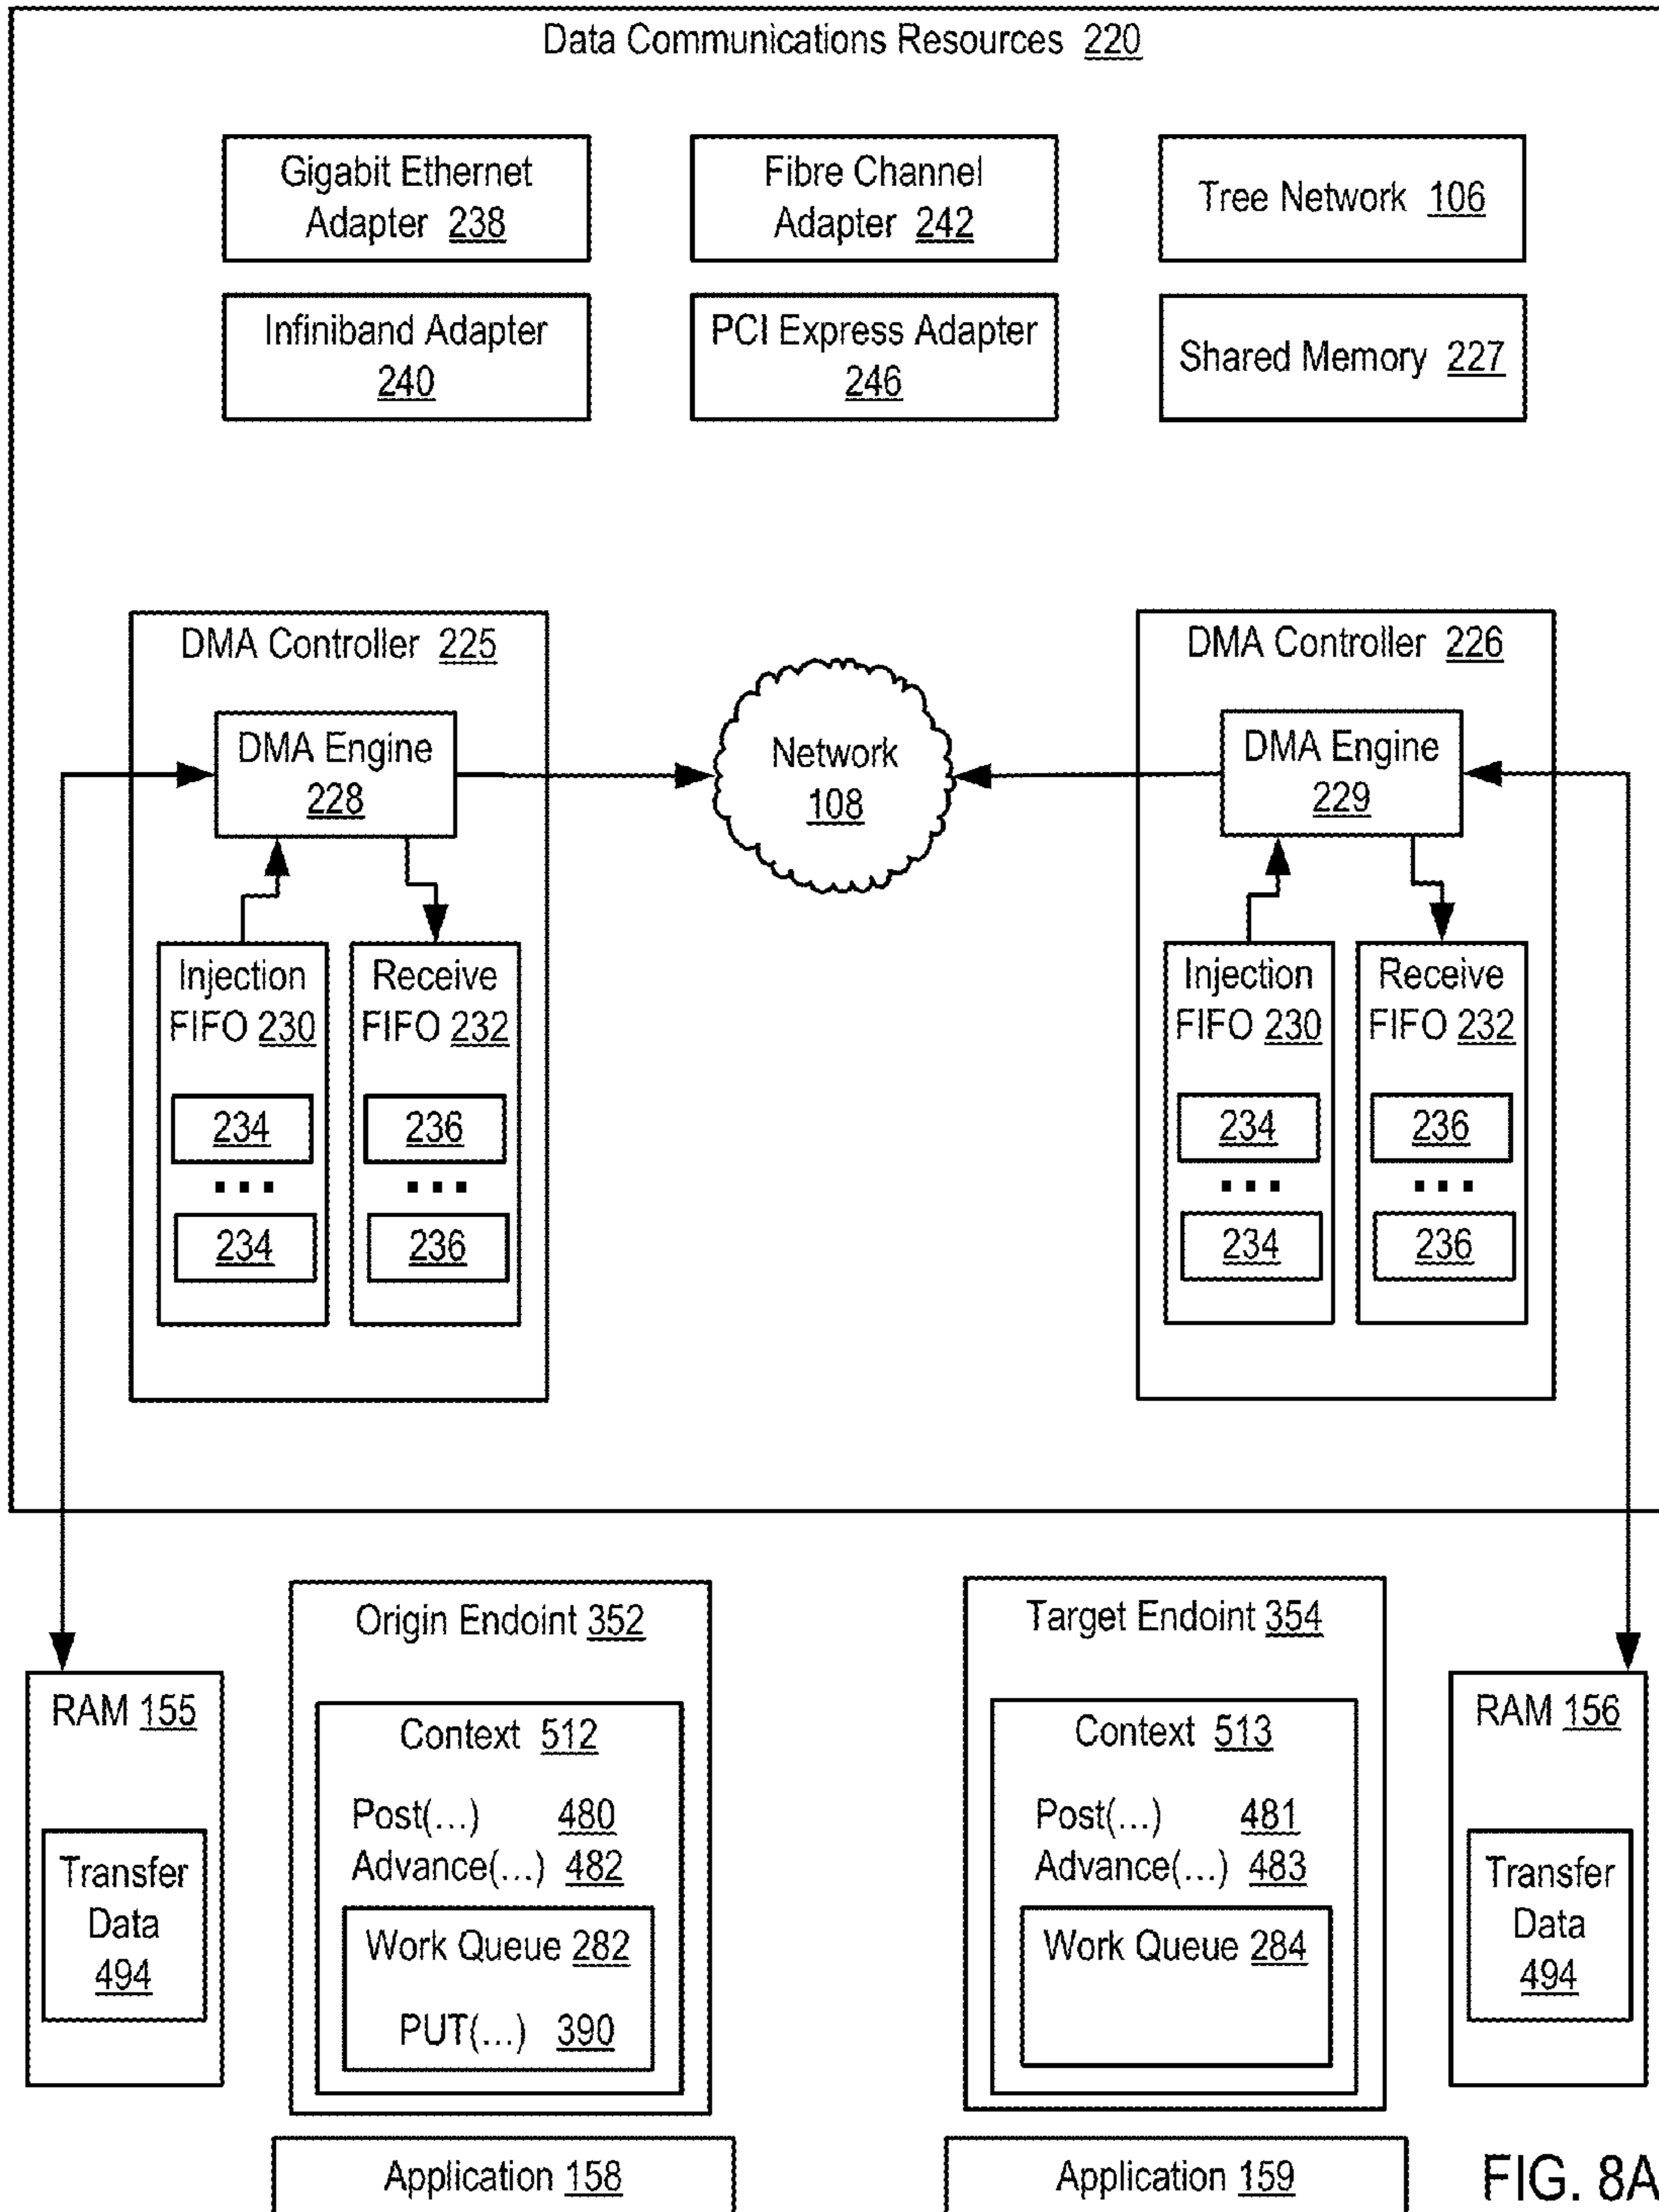 Data Communications Resources 220
Gigabit Ethernet
Adapter 238
Fibre Channel
Adapter 242
Tree Network 106
Infiniband Adapter
240
PCI Express Adapter
246
Shared Memory 227
DMA Controller 225
DMA Engine
228
Injection
FIFO 230
234
...
234
Receive
FIFO 232
236
...
236
Network
108
DMA Controller 226
DMA Engine
229
Injection
FIFO 230
234
...
234
Receive
FIFO 232
236
...
236
RAM 155
Transfer
Data
494
Origin Endoint 352
Context 512
Post(...) 480
Advance(...) 482
Work Queue 282
PUT(...) 390
Target Endoint 354
Context 513
Post(...) 481
Advance(...) 483
Work Queue 284
RAM 156
Transfer
Data
494
Application 158
Application 159
FIG. 8A